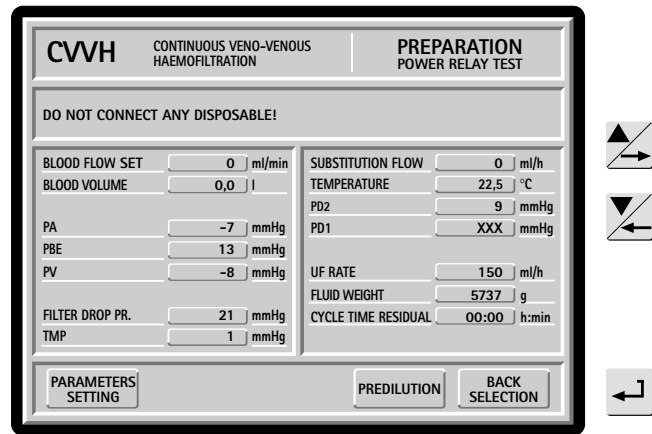 CVVH
CONTINUOUS VENO-VENOUS
HAEMOFILTRATION
PREPARATION
POWER RELAY TEST
DO NOT CONNECT ANY DISPOSABLE!
BLOOD FLOW SET 0 ml/min
BLOOD VOLUME 0,0 l
PA -7 mmHg
PBE 13 mmHg
PV -8 mmHg
FILTER DROP PR. 21 mmHg
TMP 1 mmHg
SUBSTITUTION FLOW 0 ml/h
TEMPERATURE 22,5 °C
PD2 9 mmHg
PD1 XXX mmHg
UF RATE 150 ml/h
FLUID WEIGHT 5737 g
CYCLE TIME RESIDUAL 00:00 h:min
PARAMETERS
SETTING
PREDILUTION
BACK
SELECTION